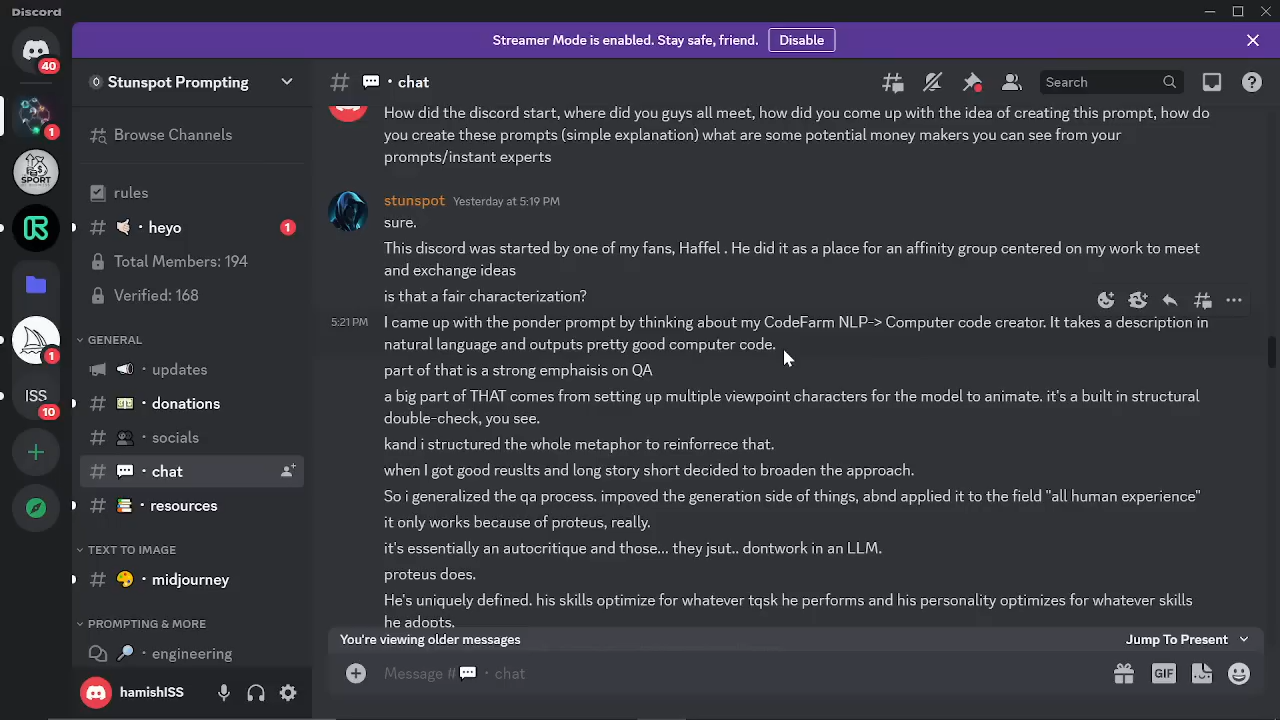 Discord
Streamer Mode is enabled. Stay safe, friend. Disable
40
1
SPORT
1
ISS
10
Stunspot Prompting
Browse Channels
rules
heyo 1
Total Members: 194
Verified: 168
GENERAL
updates
donations
socials
chat
resources
TEXT TO IMAGE
midjourney
PROMPTING & MORE
engineering
hamishISS
chat
Search
How did the discord start, where did you guys all meet, how did you come up with the idea of creating this prompt, how do
you create these prompts (simple explanation) what are some potential money makers you can see from your
prompts/instant experts
stunspot Yesterday at 5:19 PM
sure.
This discord was started by one of my fans, Haffel . He did it as a place for an affinity group centered on my work to meet
and exchange ideas
is that a fair characterization?
5:21 PM I came up with the ponder prompt by thinking about my CodeFarm NLP-> Computer code creator. It takes a description in
natural language and outputs pretty good computer code.
part of that is a strong emphaisis on QA
a big part of THAT comes from setting up multiple viewpoint characters for the model to animate. it's a built in structural
double-check, you see.
kand i structured the whole metaphor to reinforrece that.
when I got good reuslts and long story short decided to broaden the approach.
So i generalized the qa process. impoved the generation side of things, abnd applied it to the field "all human experience"
it only works because of proteus, really.
it's essentially an autocritique and those... they jsut.. dontwork in an LLM.
proteus does.
He's uniquely defined. his skills optimize for whatever tqsk he performs and his personality optimizes for whatever skills
he adopts.
You're viewing older messages Jump To Present
Message # chat
GIF